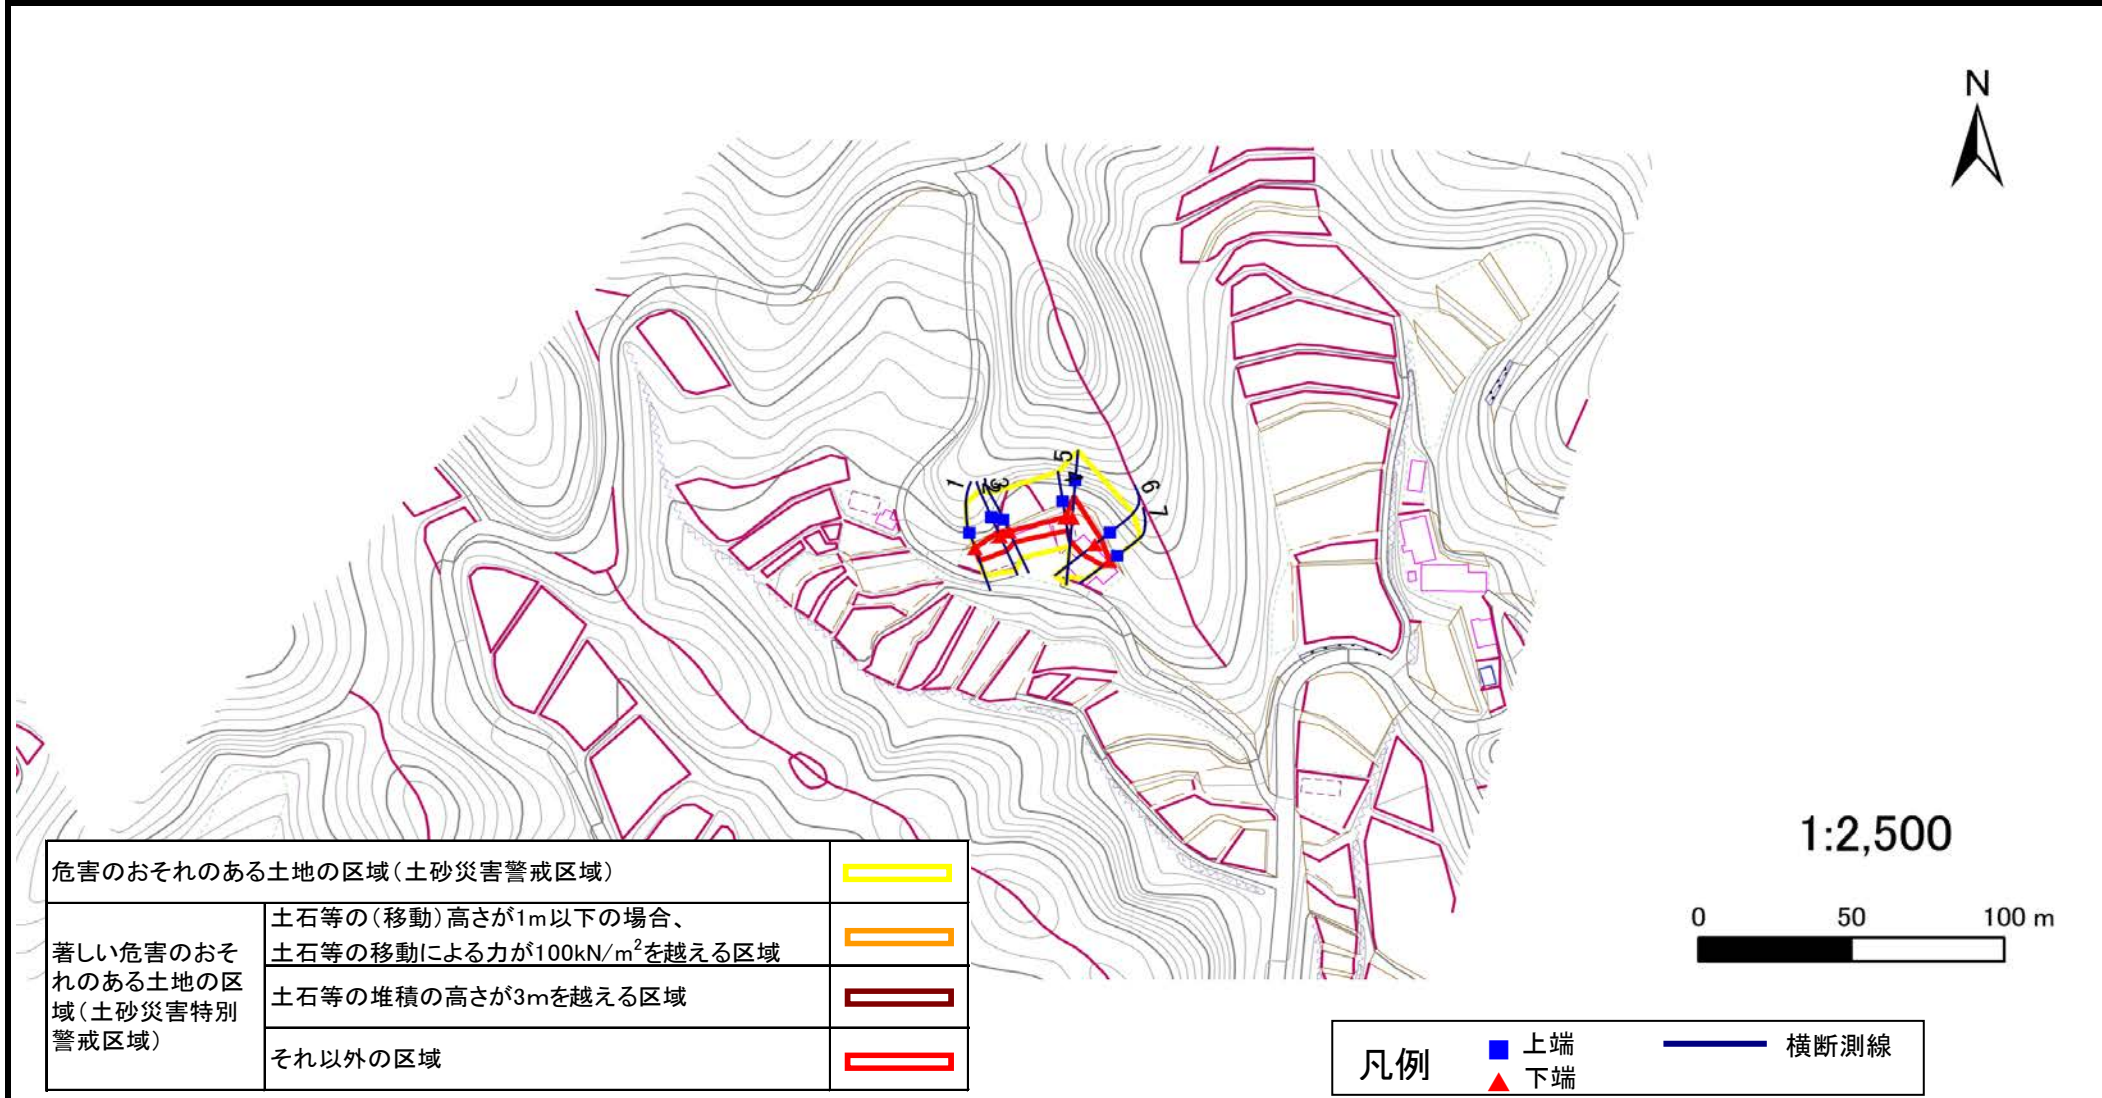 N
5
4
1
3
6
7
1:2,500
0 50 100 m
危害のおそれのある土地の区域(土砂災害警戒区域)
著しい危害のおそ
れのある土地の区
域(土砂災害特別
警戒区域)
土石等の(移動)高さが1m以下の場合、
土石等の移動による力が100kN/m²を越える区域
土石等の堆積の高さが3mを越える区域
それ以外の区域
凡例
上端
下端
横断測線